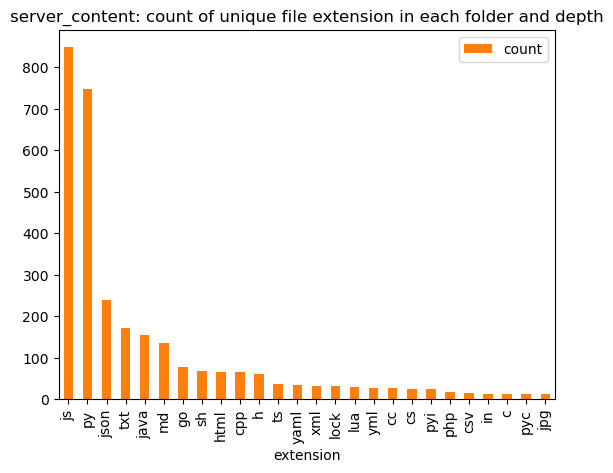 server_content: count of unique file extension in each folder and depth
count
800
700
600
500
400
300
200
100
0
js
py
json
txt
java
md
go
sh
html
cpp
h
ts
yaml
xml
lock
lua
yml
cc
cs
pyi
php
csv
in
c
pyc
jpg
extension